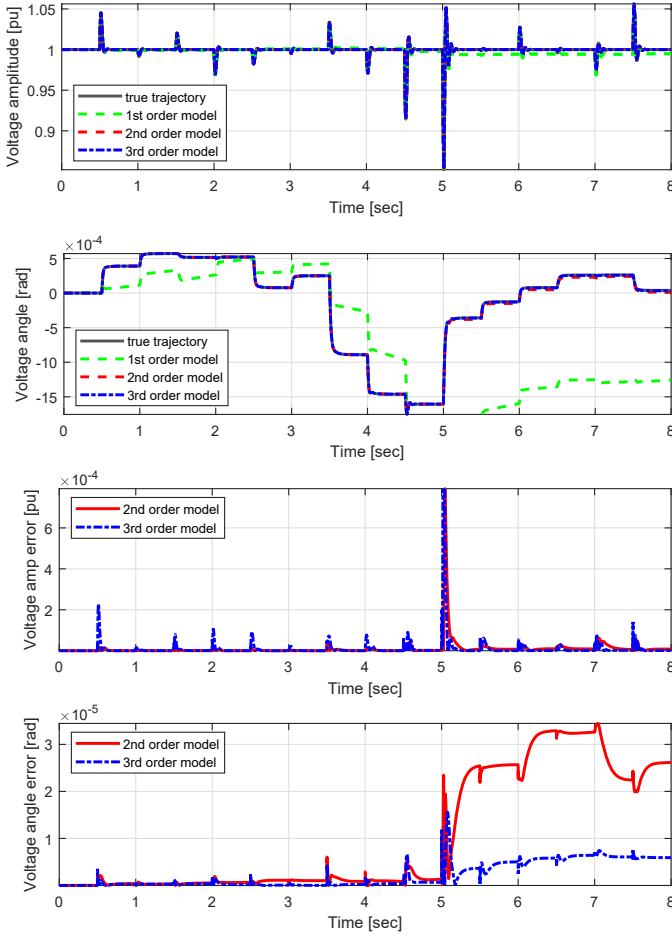 Voltage amplitude [pu]
1.05
1
0.95
0.9
true trajectory
1st order model
2nd order model
3rd order model
0 1 2 3 4 5 6 7 8
Time [sec]
×10-4
Voltage angle [rad]
5
0
-5
-10
-15
true trajectory
1st order model
2nd order model
3rd order model
0 1 2 3 4 5 6 7 8
Time [sec]
×10-4
Voltage amp error [pu]
6
4
2
2nd order model
3rd order model
0 1 2 3 4 5 6 7 8
Time [sec]
×10-5
Voltage angle error [rad]
3
2
1
2nd order model
3rd order model
0 1 2 3 4 5 6 7 8
Time [sec]